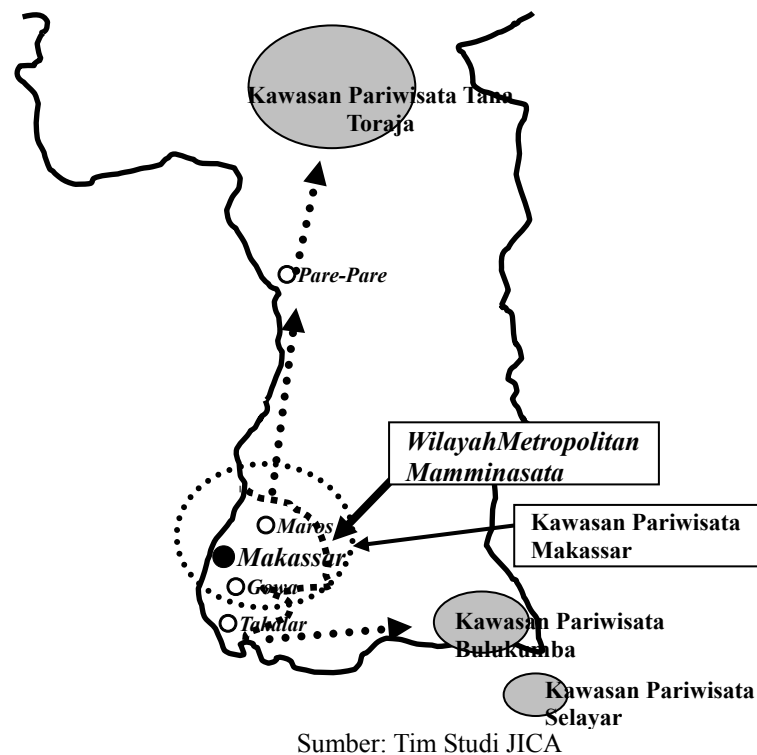 Kawasan Pariwisata Tana
Toraja
Pare-Pare
WilayahMetropolitan
Mamminasata
Maros
Kawasan Pariwisata
Makassar
Makassar
Gowa
Takalar
Kawasan Pariwisata
Bulukumba
Kawasan Pariwisata
Selayar
Sumber: Tim Studi JICA